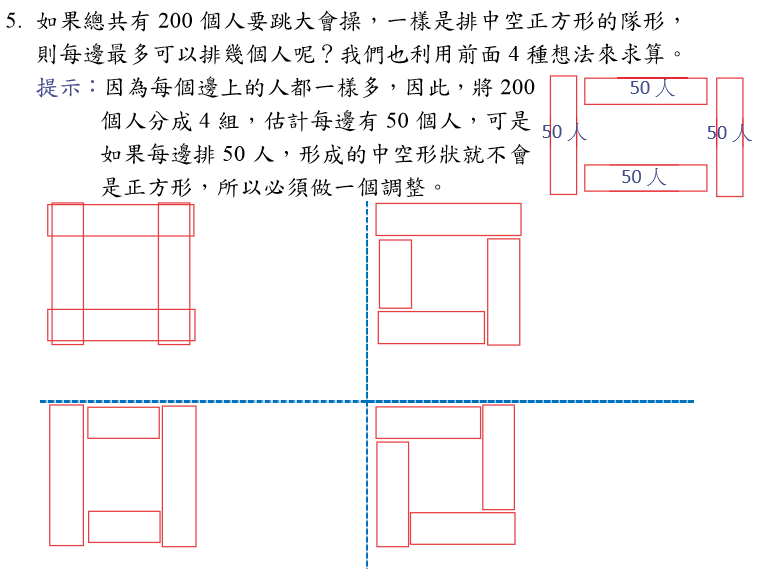 5. 如果總共有 200 個人要跳大會操，一樣是排中空正方形的隊形，
則每邊最多可以排幾個人呢？我們也利用前面 4 種想法來求算。
提示：因為每個邊上的人都一樣多，因此，將 200
個人分成 4 組，估計每邊有 50 個人，可是
如果每邊排 50 人，形成的中空形狀就不會
是正方形，所以必須做一個調整。
50 人
50 人
50 人
50 人